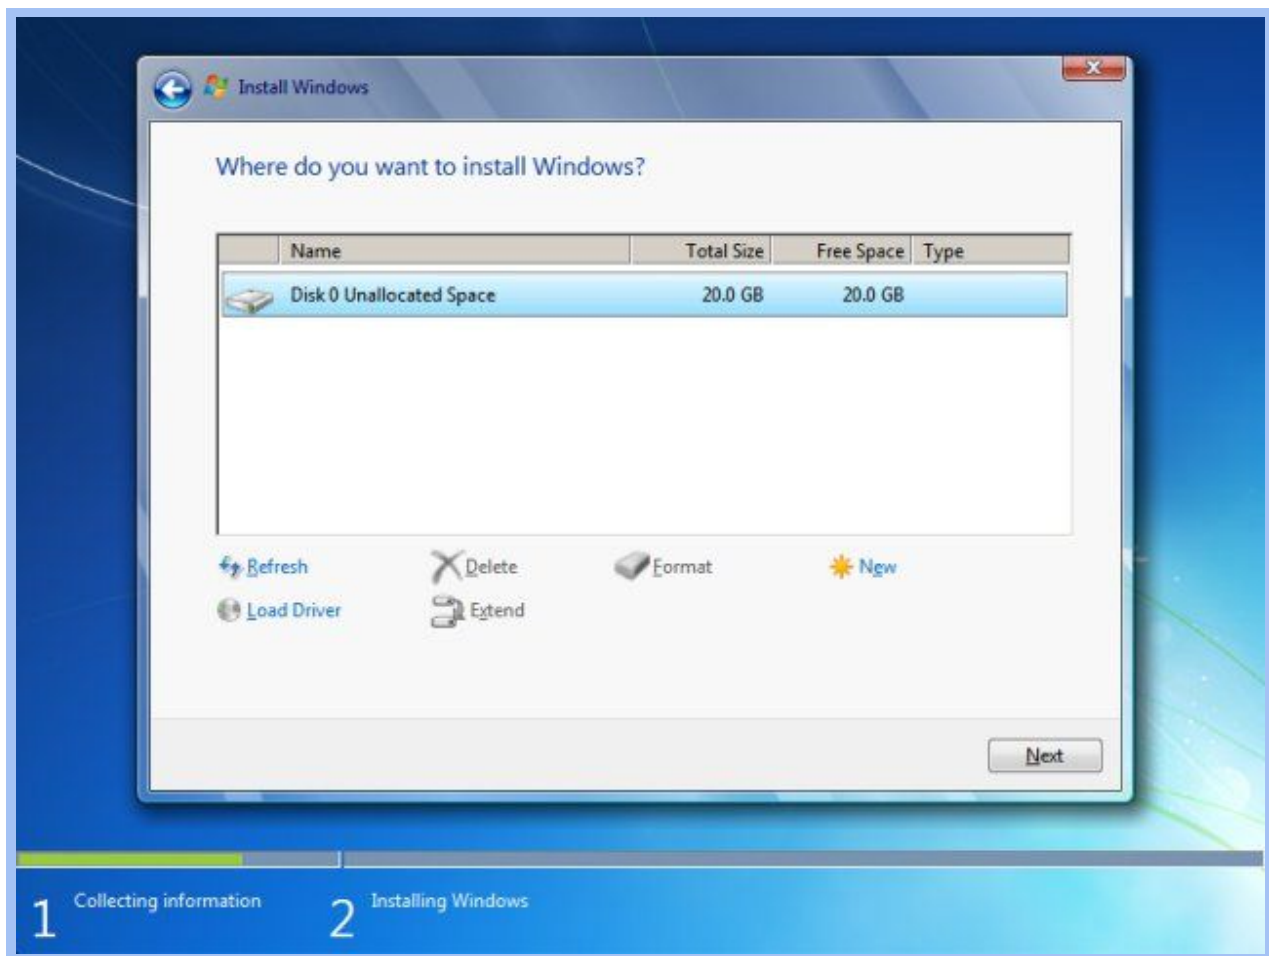 Install Windows
Where do you want to install Windows?
Name Total Size Free Space Type
Disk 0 Unallocated Space 20.0 GB 20.0 GB
Refresh Delete Format New
Load Driver Extend
Next
1 Collecting information 2 Installing Windows